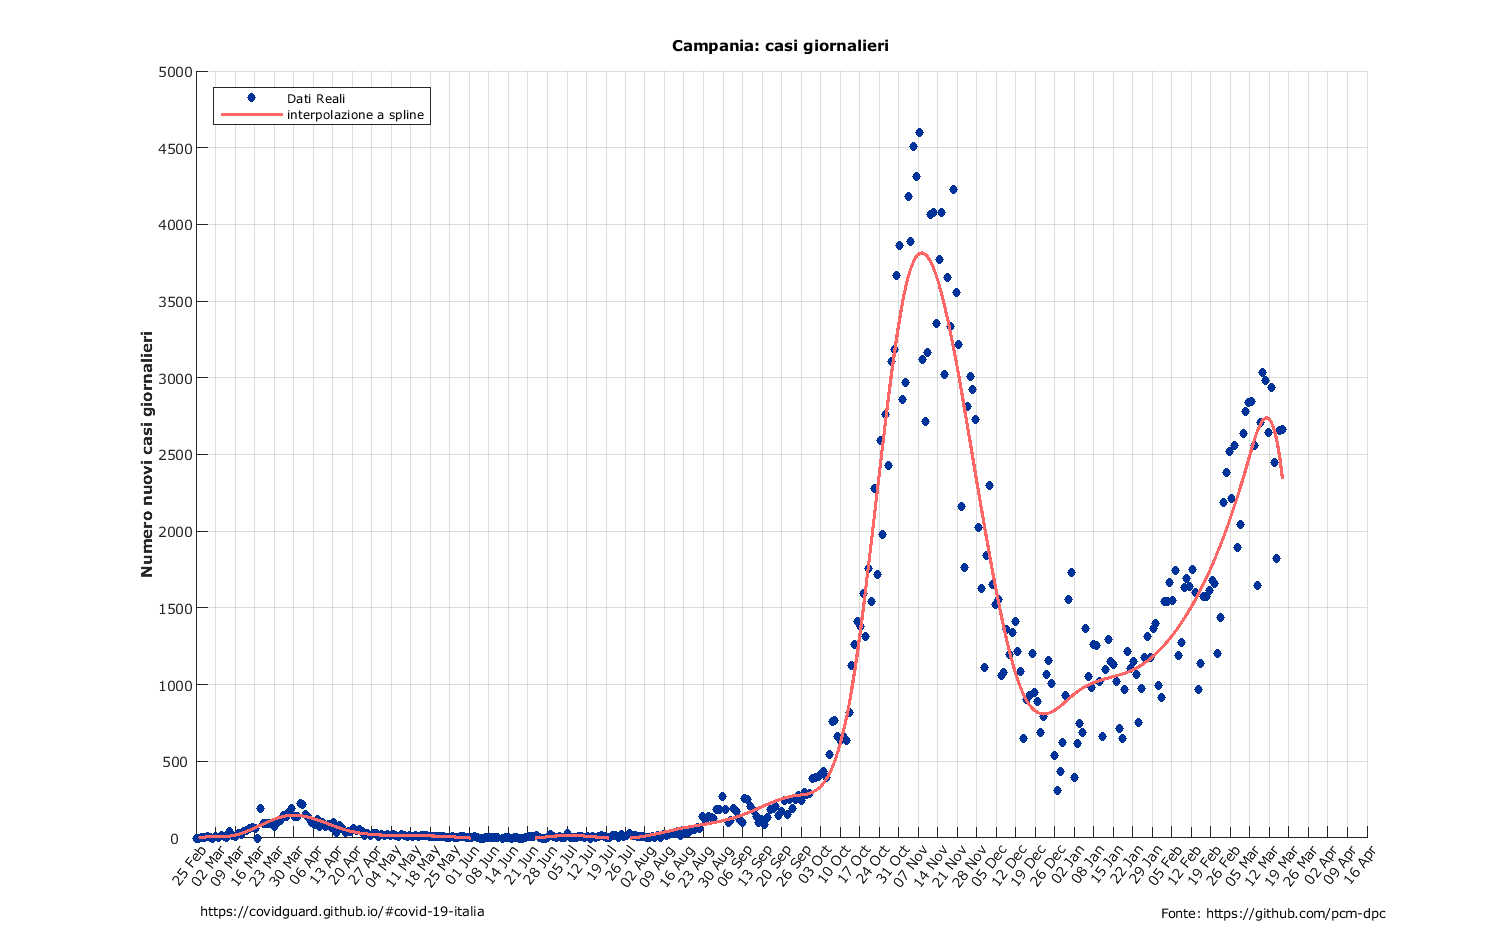 Campania: casi giornalieri
Dati Reali
interpolazione a spline
Numero nuovi casi giornalieri
5000
4500
4000
3500
3000
2500
2000
1500
1000
500
0
25 Feb
02 Mar
09 Mar
16 Mar
23 Mar
30 Mar
06 Apr
13 Apr
20 Apr
27 Apr
04 May
11 May
18 May
25 May
01 Jun
08 Jun
14 Jun
21 Jun
28 Jun
05 Jul
12 Jul
19 Jul
26 Jul
02 Aug
09 Aug
16 Aug
23 Aug
30 Aug
06 Sep
13 Sep
20 Sep
26 Sep
03 Oct
10 Oct
17 Oct
24 Oct
31 Oct
07 Nov
14 Nov
21 Nov
28 Nov
05 Dec
12 Dec
19 Dec
26 Dec
02 Jan
08 Jan
15 Jan
22 Jan
29 Jan
05 Feb
12 Feb
19 Feb
26 Feb
05 Mar
12 Mar
19 Mar
26 Mar
02 Apr
09 Apr
16 Apr
https://covidguard.github.io/#covid-19-italia
Fonte: https://github.com/pcm-dpc